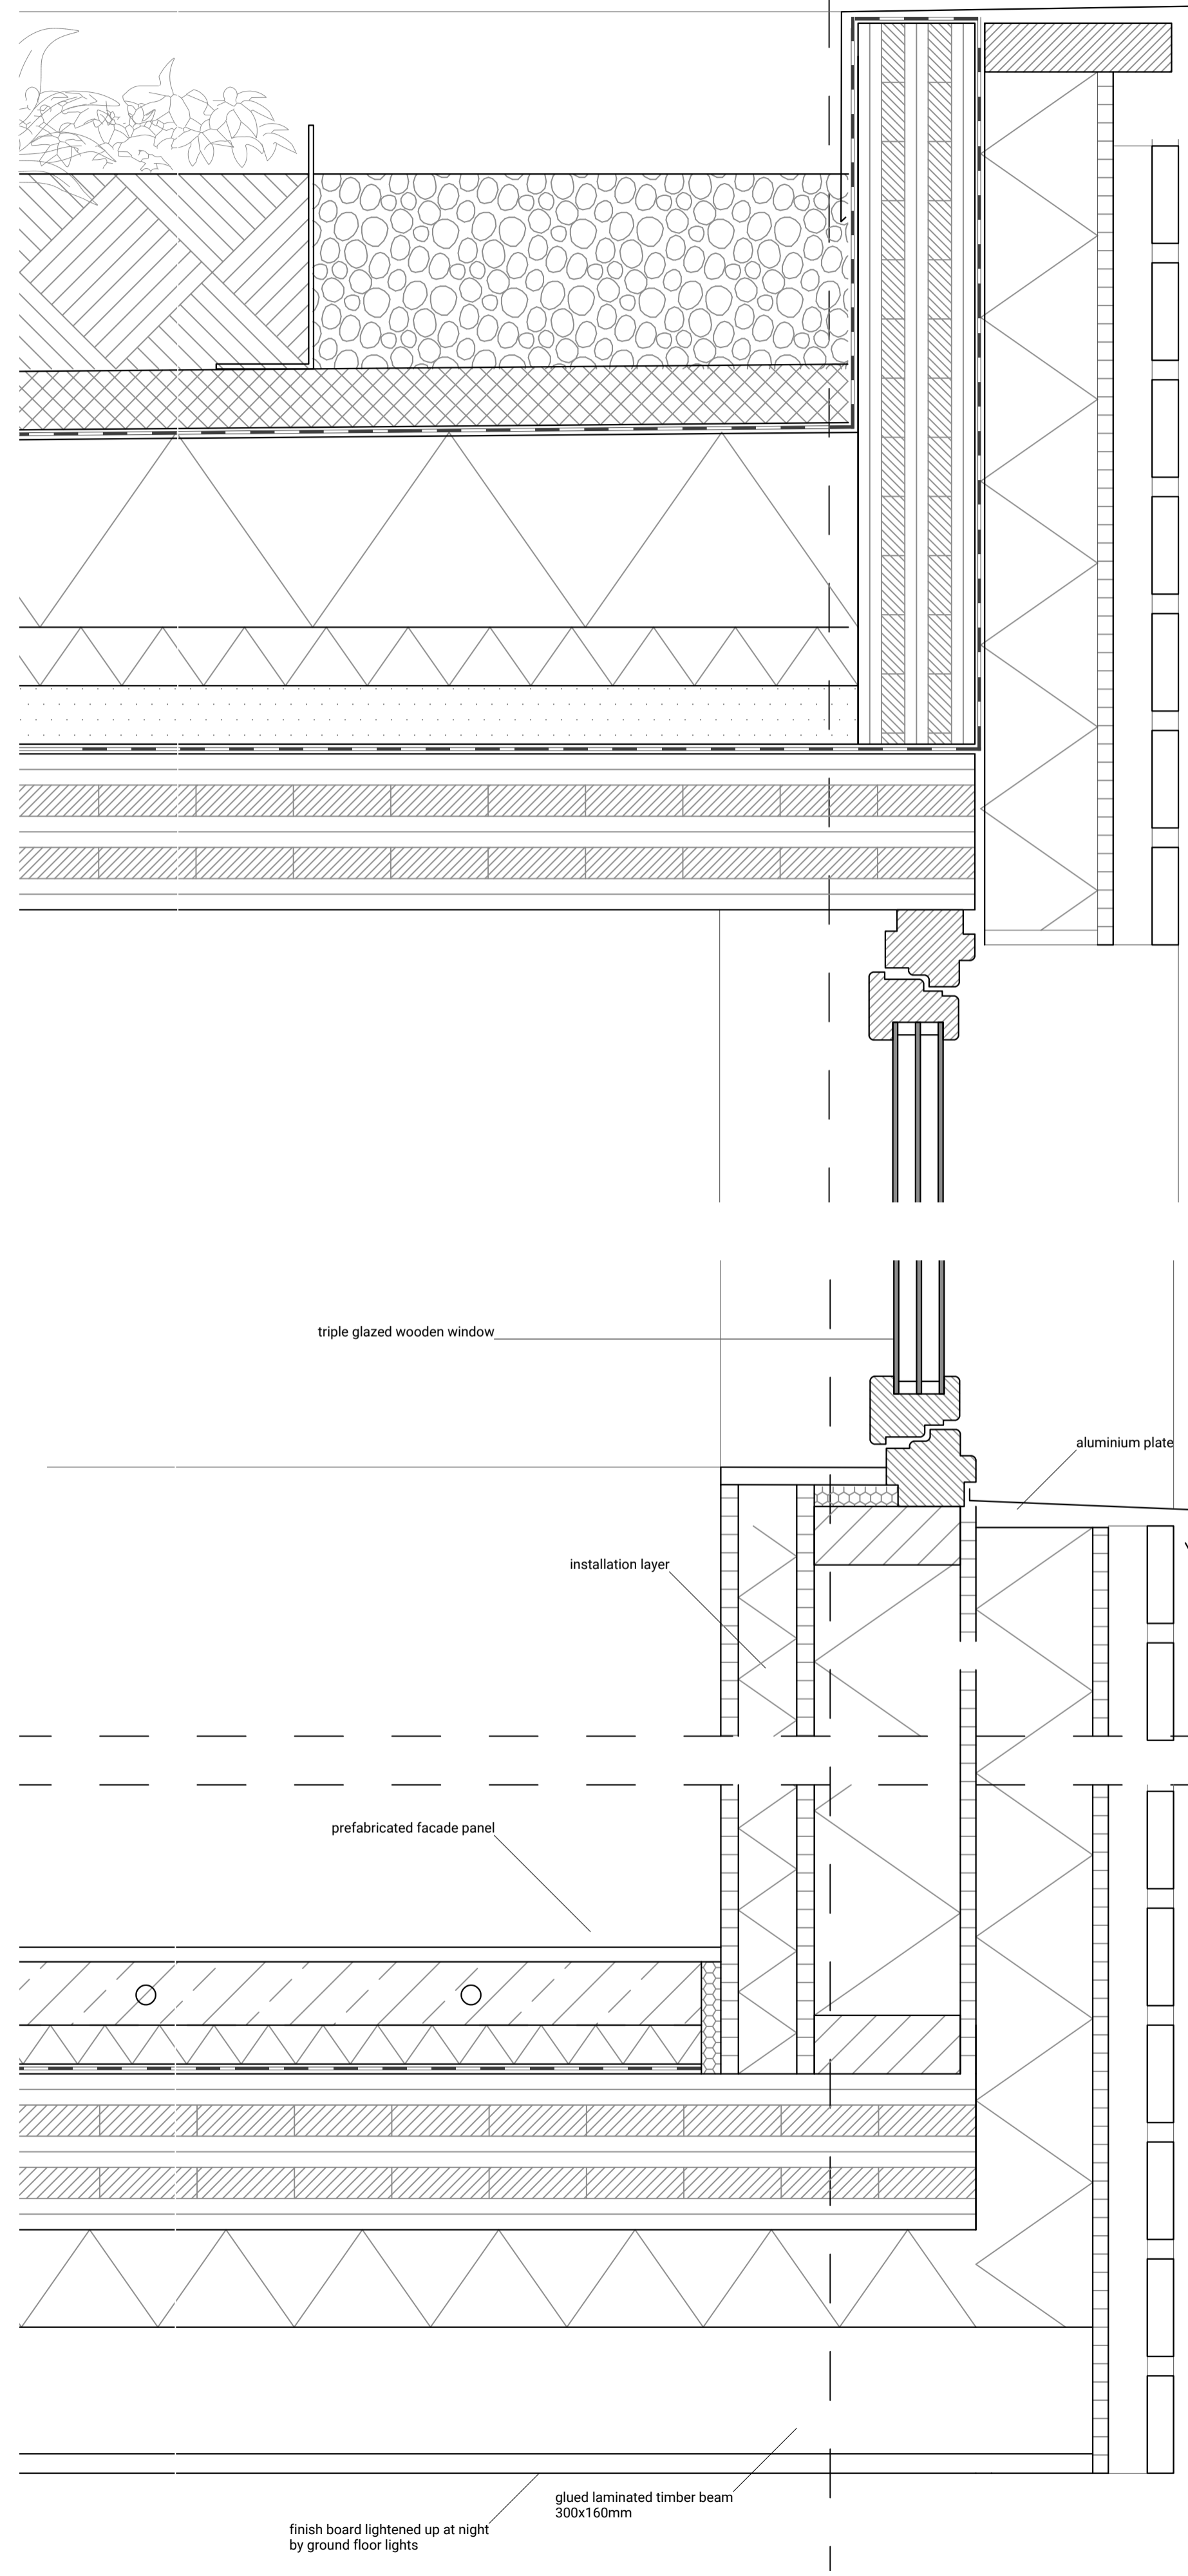 triple glazed wooden window
aluminium plate
installation layer
prefabricated facade panel
glued laminated timber beam
300x160mm
finish board lightened up at night
by ground floor lights